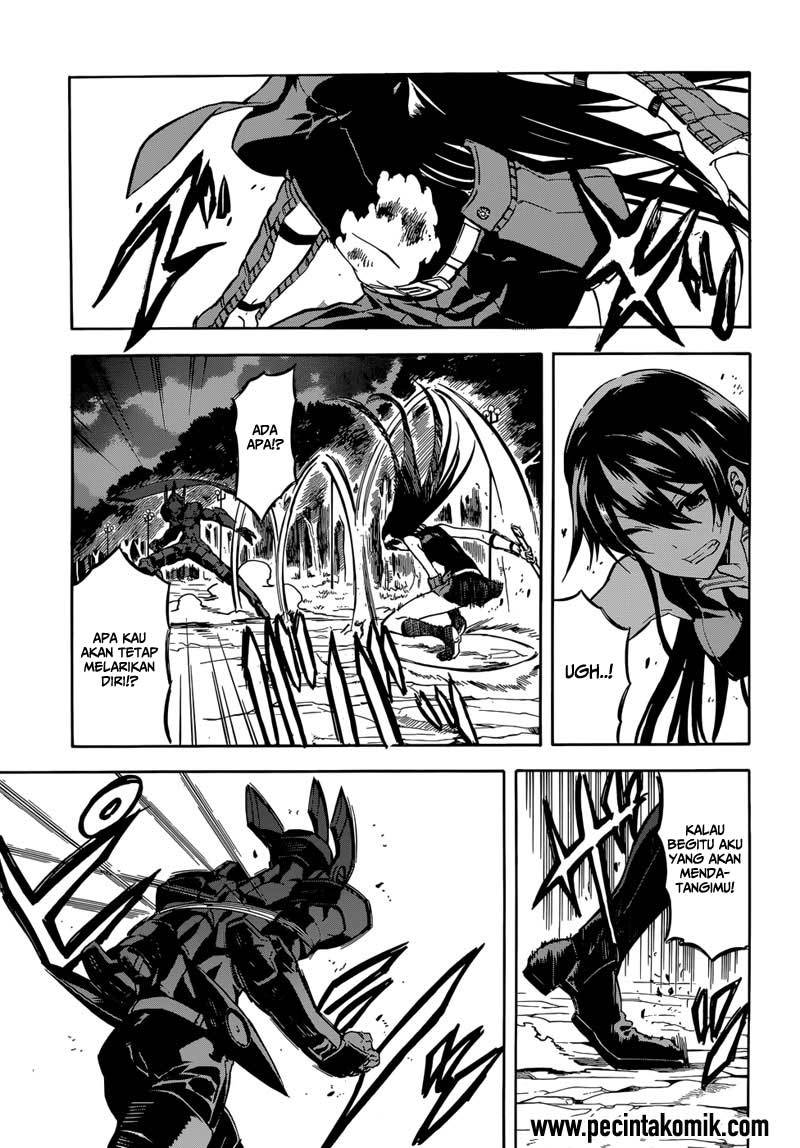 UGH..!
ADA
APA!?
APA KAU
AKAN TETAP
MELARIKAN
DIRI!?
KALAU
BEGITU AKU
YANG AKAN
MENDA-
TANGIMU!
www.pecintakomik.com